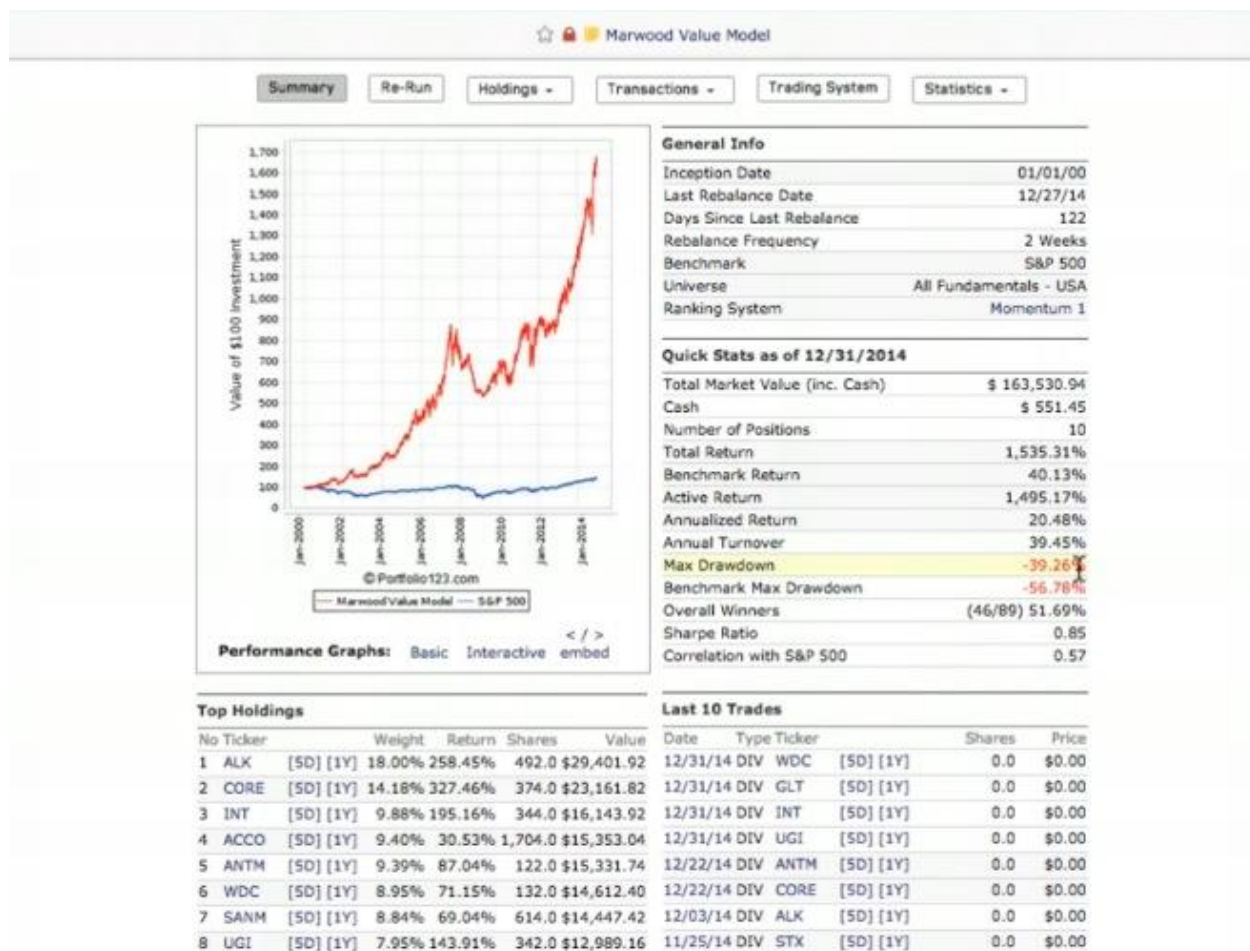 Marwood Value Model
Summary Re-Run Holdings Transactions Trading System Statistics
1,700
1,600
1,500
1,400
1,300
1,200
1,100
1,000
900
800
700
600
500
400
300
200
100
0
Value of $100 investment
Jan-2000 Jan-2002 Jan-2004 Jan-2006 Jan-2008 Jan-2010 Jan-2012 Jan-2014
© Portfolio123.com
Marwood Value Model S&P 500
< / >
Performance Graphs: Basic Interactive embed
General Info
Inception Date 01/01/00
Last Rebalance Date 12/27/14
Days Since Last Rebalance 122
Rebalance Frequency 2 Weeks
Benchmark S&P 500
Universe All Fundamentals - USA
Ranking System Momentum 1
Quick Stats as of 12/31/2014
Total Market Value (inc. Cash) $ 163,530.94
Cash $ 551.45
Number of Positions 10
Total Return 1,535.31%
Benchmark Return 40.13%
Active Return 1,495.17%
Annualized Return 20.48%
Annual Turnover 39.45%
Max Drawdown -39.26%
Benchmark Max Drawdown -56.78%
Overall Winners (46/89) 51.69%
Sharpe Ratio 0.85
Correlation with S&P 500 0.57
Top Holdings
No Ticker Weight Return Shares Value
1 ALK [5D] [1Y] 18.00% 258.45% 492.0 $29,401.92
2 CORE [5D] [1Y] 14.18% 327.46% 374.0 $23,161.82
3 INT [5D] [1Y] 9.88% 195.16% 344.0 $16,143.92
4 ACCO [5D] [1Y] 9.40% 30.53% 1,704.0 $15,353.04
5 ANTM [5D] [1Y] 9.39% 87.04% 122.0 $15,331.74
6 WDC [5D] [1Y] 8.95% 71.15% 132.0 $14,612.40
7 SANM [5D] [1Y] 8.84% 69.04% 614.0 $14,447.42
8 UGI [5D] [1Y] 7.95% 143.91% 342.0 $12,989.16
Last 10 Trades
Date Type Ticker Shares Price
12/31/14 DIV WDC [5D] [1Y] 0.0 $0.00
12/31/14 DIV GLT [5D] [1Y] 0.0 $0.00
12/31/14 DIV INT [5D] [1Y] 0.0 $0.00
12/31/14 DIV UGI [5D] [1Y] 0.0 $0.00
12/22/14 DIV ANTM [5D] [1Y] 0.0 $0.00
12/22/14 DIV CORE [5D] [1Y] 0.0 $0.00
12/03/14 DIV ALK [5D] [1Y] 0.0 $0.00
11/25/14 DIV STX [5D] [1Y] 0.0 $0.00